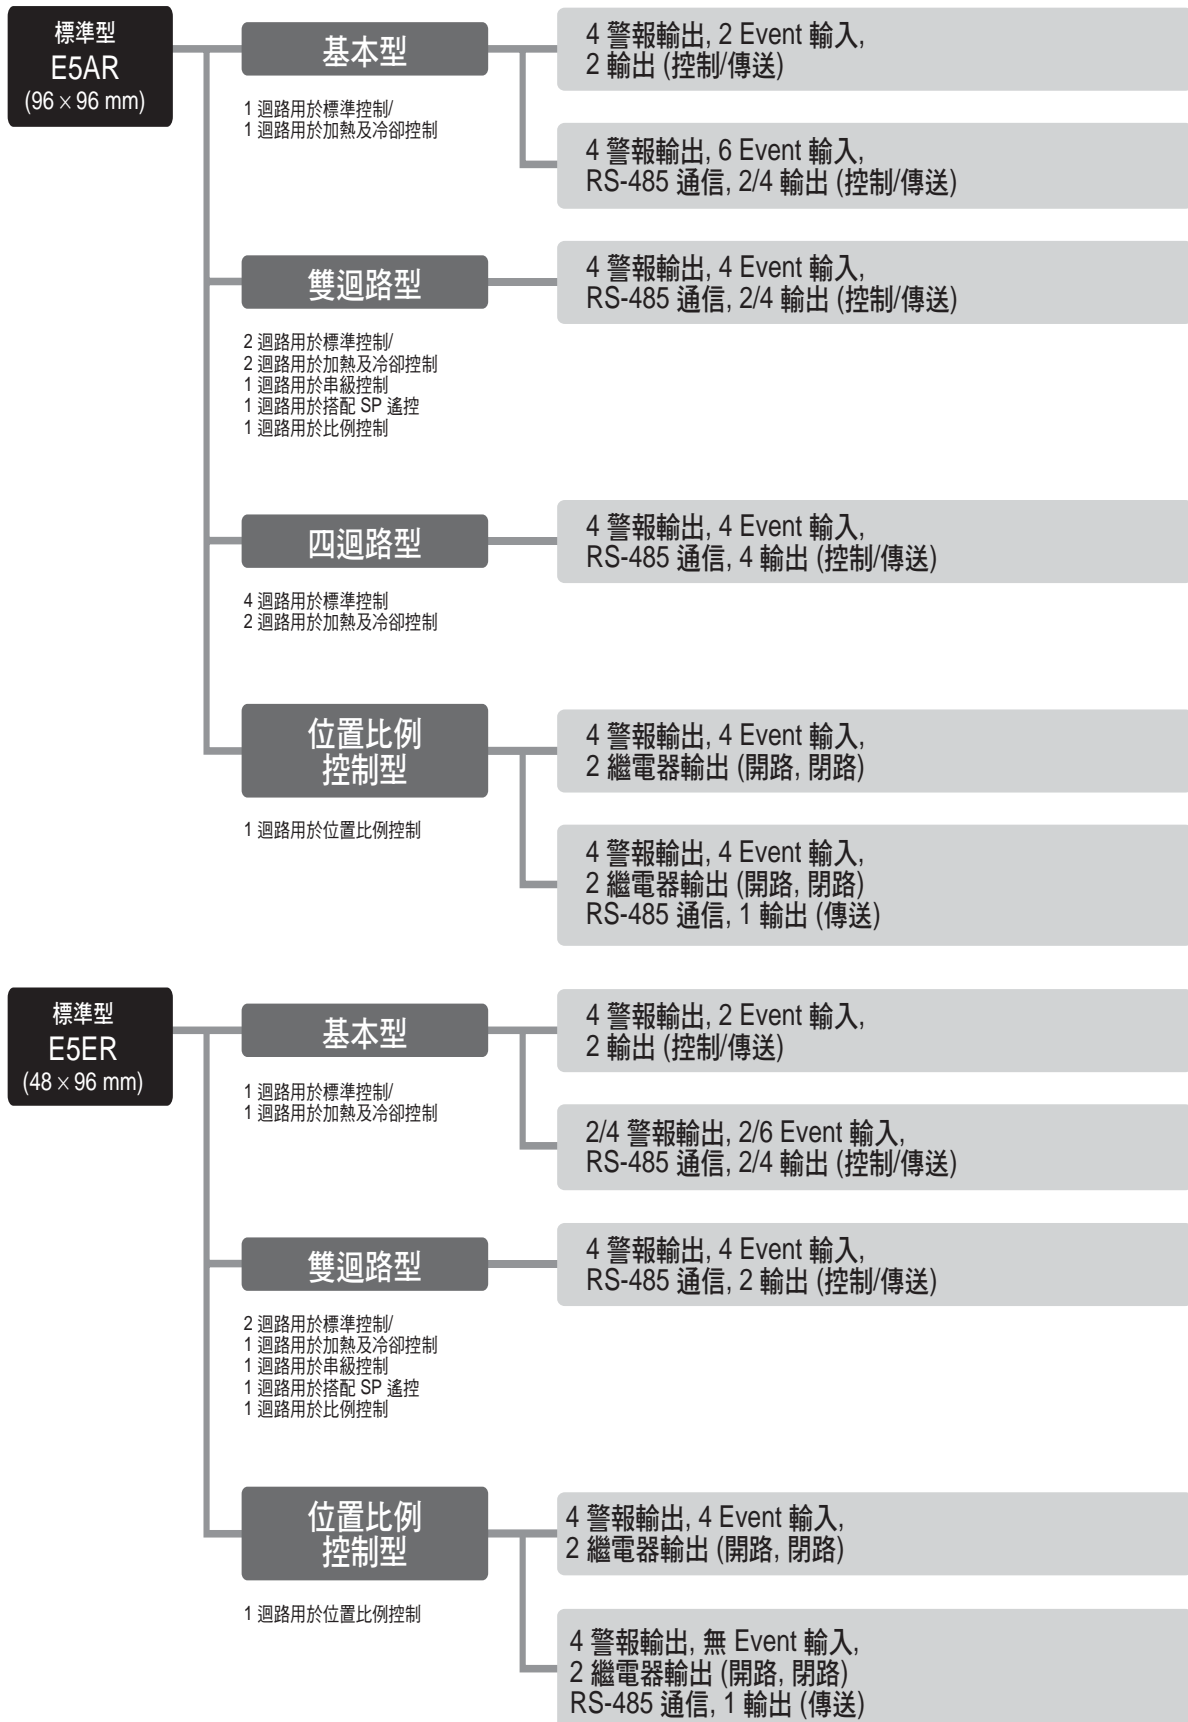 標準型
E5AR
(96 × 96 mm)
基本型
1 迴路用於標準控制/
1 迴路用於加熱及冷卻控制
4 警報輸出, 2 Event 輸入,
2 輸出 (控制/傳送)
4 警報輸出, 6 Event 輸入,
RS-485 通信, 2/4 輸出 (控制/傳送)
雙迴路型
2 迴路用於標準控制/
2 迴路用於加熱及冷卻控制
1 迴路用於串級控制
1 迴路用於搭配 SP 遙控
1 迴路用於比例控制
4 警報輸出, 4 Event 輸入,
RS-485 通信, 2/4 輸出 (控制/傳送)
四迴路型
4 迴路用於標準控制
2 迴路用於加熱及冷卻控制
4 警報輸出, 4 Event 輸入,
RS-485 通信, 4 輸出 (控制/傳送)
位置比例
控制型
1 迴路用於位置比例控制
4 警報輸出, 4 Event 輸入,
2 繼電器輸出 (開路, 閉路)
4 警報輸出, 4 Event 輸入,
2 繼電器輸出 (開路, 閉路)
RS-485 通信, 1 輸出 (傳送)
標準型
E5ER
(48 × 96 mm)
基本型
1 迴路用於標準控制/
1 迴路用於加熱及冷卻控制
4 警報輸出, 2 Event 輸入,
2 輸出 (控制/傳送)
2/4 警報輸出, 2/6 Event 輸入,
RS-485 通信, 2/4 輸出 (控制/傳送)
雙迴路型
2 迴路用於標準控制/
1 迴路用於加熱及冷卻控制
1 迴路用於串級控制
1 迴路用於搭配 SP 遙控
1 迴路用於比例控制
4 警報輸出, 4 Event 輸入,
RS-485 通信, 2 輸出 (控制/傳送)
位置比例
控制型
1 迴路用於位置比例控制
4 警報輸出, 4 Event 輸入,
2 繼電器輸出 (開路, 閉路)
4 警報輸出, 無 Event 輸入,
2 繼電器輸出 (開路, 閉路)
RS-485 通信, 1 輸出 (傳送)